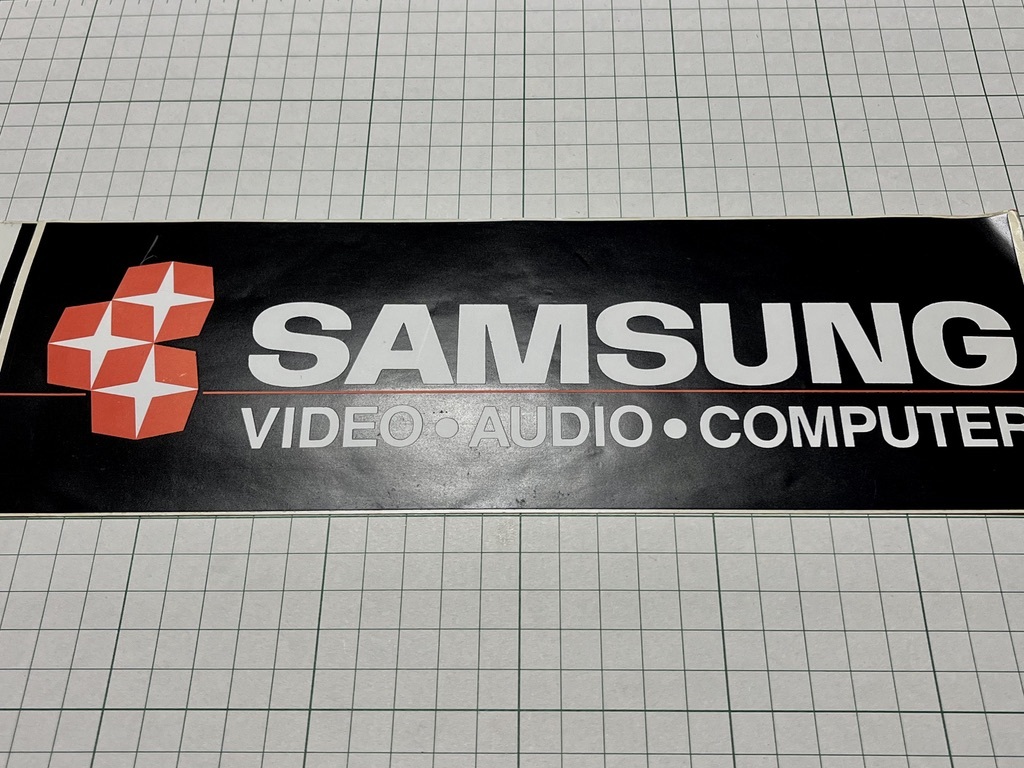 SAMSUNG
VIDEO • AUDIO • COMPUTER